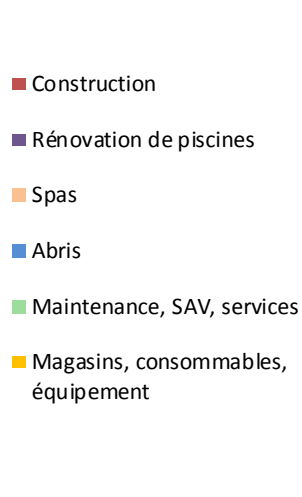 Construction
Rénovation de piscines
Spas
Abris
Maintenance, SAV, services
Magasins, consommables,
équipement